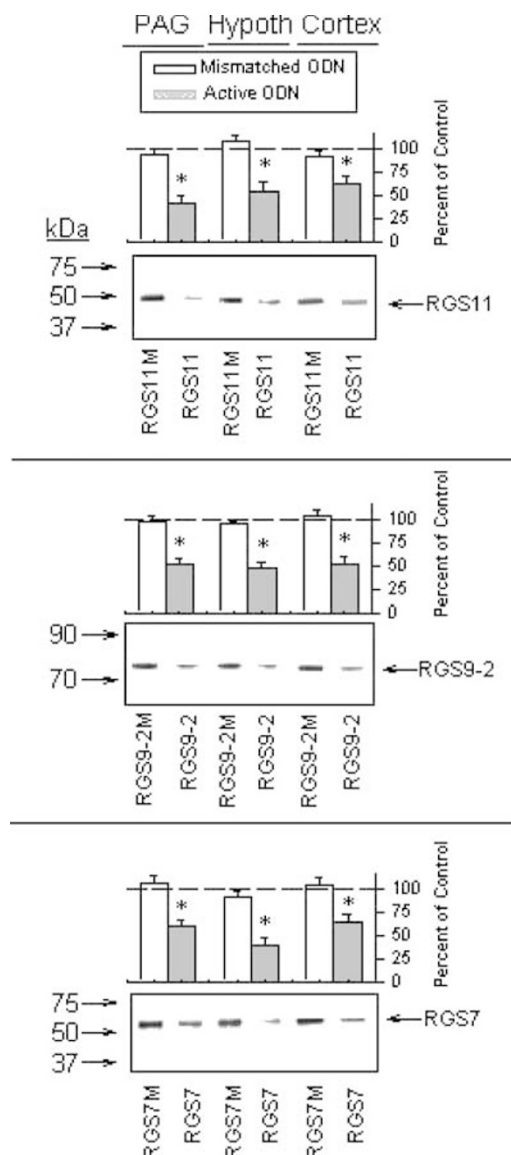 PAG Hypoth Cortex
Mismatched ODN
Active ODN
100
75
50
25
0
Percent of Control
* * *
kDa
75
50
37
RGS11
RGS11M RGS11 RGS11M RGS11 RGS11M RGS11
100
75
50
25
0
Percent of Control
* * *
90
70
RGS9-2
RGS9-2M RGS9-2 RGS9-2M RGS9-2 RGS9-2M RGS9-2
100
75
50
25
0
Percent of Control
* * *
75
50
37
RGS7
RGS7M RGS7 RGS7M RGS7 RGS7M RGS7